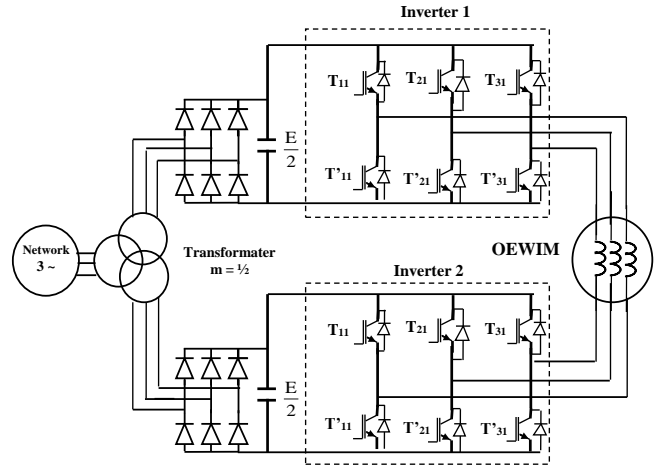 Inverter 1
T11 T21 T31
E
2
T'11 T'21 T'31
Network
3 ~
Transformater
m = ½
OEWIM
Inverter 2
T11 T21 T31
E
2
T'11 T'21 T'31